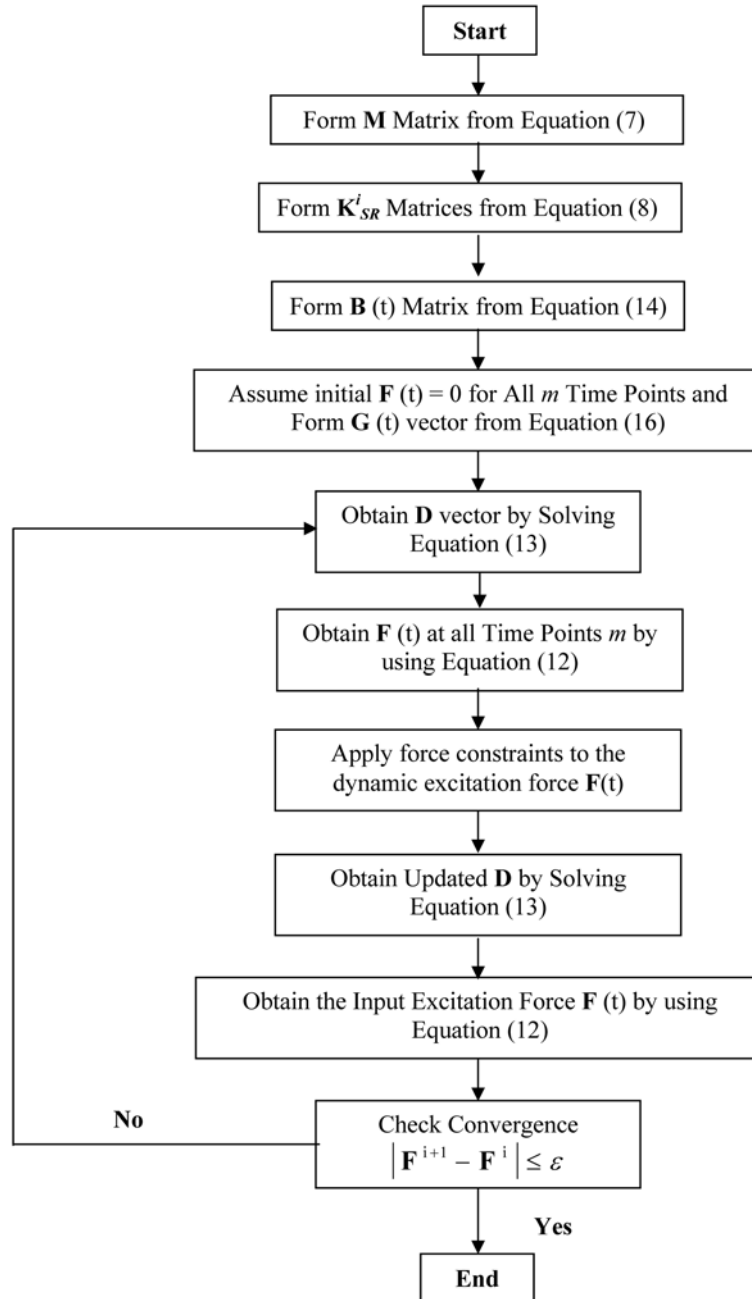 Start
Form M Matrix from Equation (7)
Form K^i_SR Matrices from Equation (8)
Form B (t) Matrix from Equation (14)
Assume initial F (t) = 0 for All m Time Points and
Form G (t) vector from Equation (16)
Obtain D vector by Solving
Equation (13)
Obtain F (t) at all Time Points m by
using Equation (12)
Apply force constraints to the
dynamic excitation force F(t)
Obtain Updated D by Solving
Equation (13)
Obtain the Input Excitation Force F (t) by using
Equation (12)
No
Check Convergence
|F^{i+1} − F^i| ≤ ε
Yes
End